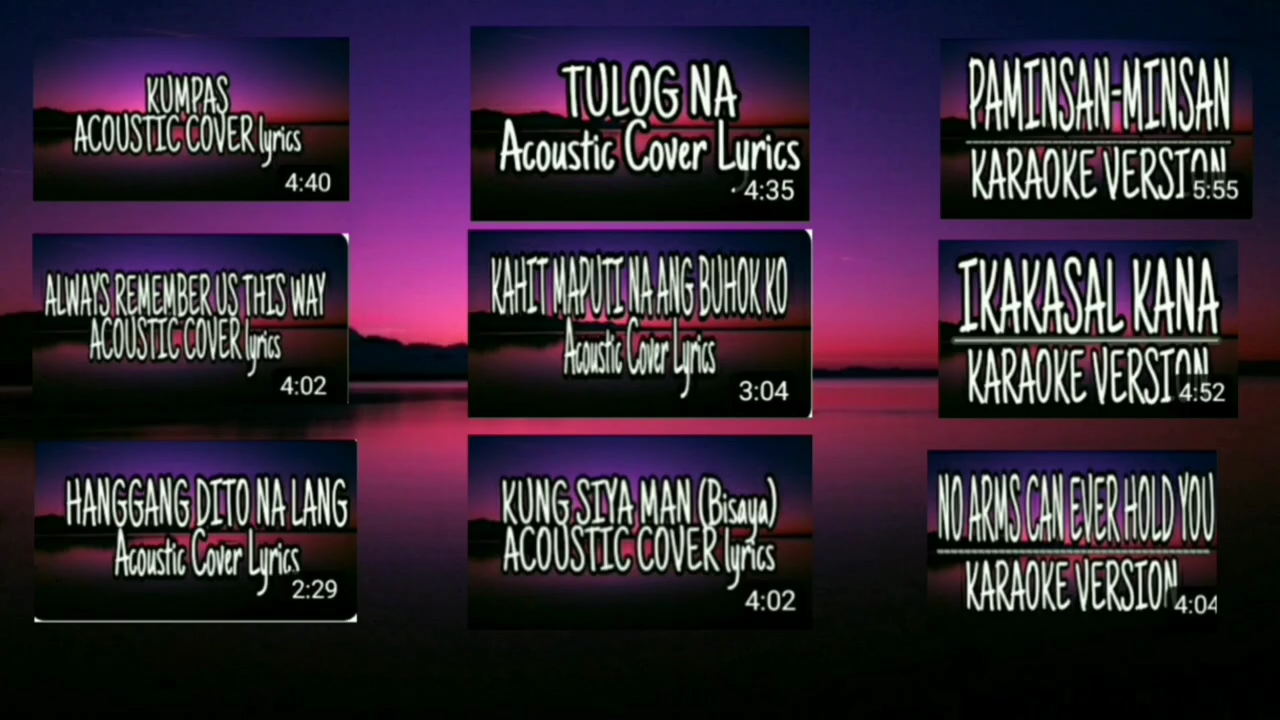 KUMPAS
ACOUSTIC COVER lyrics
4:40
TULOG NA
Acoustic Cover Lyrics
4:35
PAMINSAN-MINSAN
KARAOKE VERSION
5:55
ALWAYS REMEMBER US THIS WAY
ACOUSTIC COVER lyrics
4:02
KAHIT MAPUTI NA ANG BUHOK KO
Acoustic Cover Lyrics
3:04
IKAKASAL KANA
KARAOKE VERSION
4:52
HANGGANG DITO NA LANG
Acoustic Cover Lyrics
2:29
KUNG SIYA MAN (Bisaya)
ACOUSTIC COVER lyrics
4:02
NO ARMS CAN EVER HOLD YOU
KARAOKE VERSION
4:04